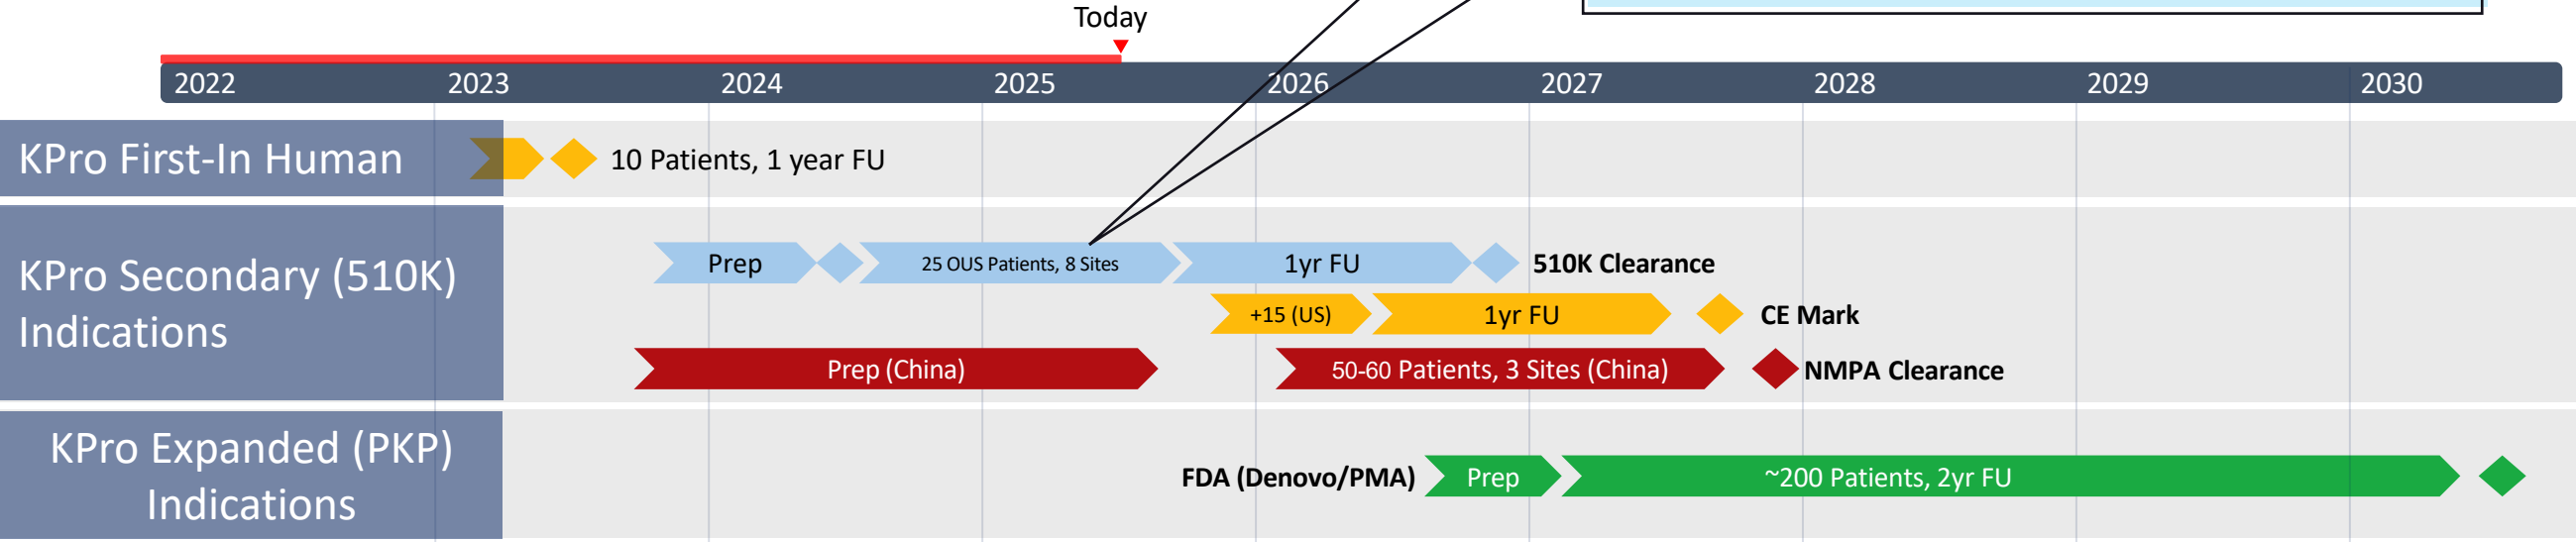 Today
2022 2023 2024 2025 2026 2027 2028 2029 2030
KPro First-In Human
10 Patients, 1 year FU
KPro Secondary (510K)
Indications
Prep
25 OUS Patients, 8 Sites
1yr FU
510K Clearance
+15 (US)
1yr FU
CE Mark
Prep (China)
50-60 Patients, 3 Sites (China)
NMPA Clearance
KPro Expanded (PKP)
Indications
FDA (Denovo/PMA)
Prep
~200 Patients, 2yr FU